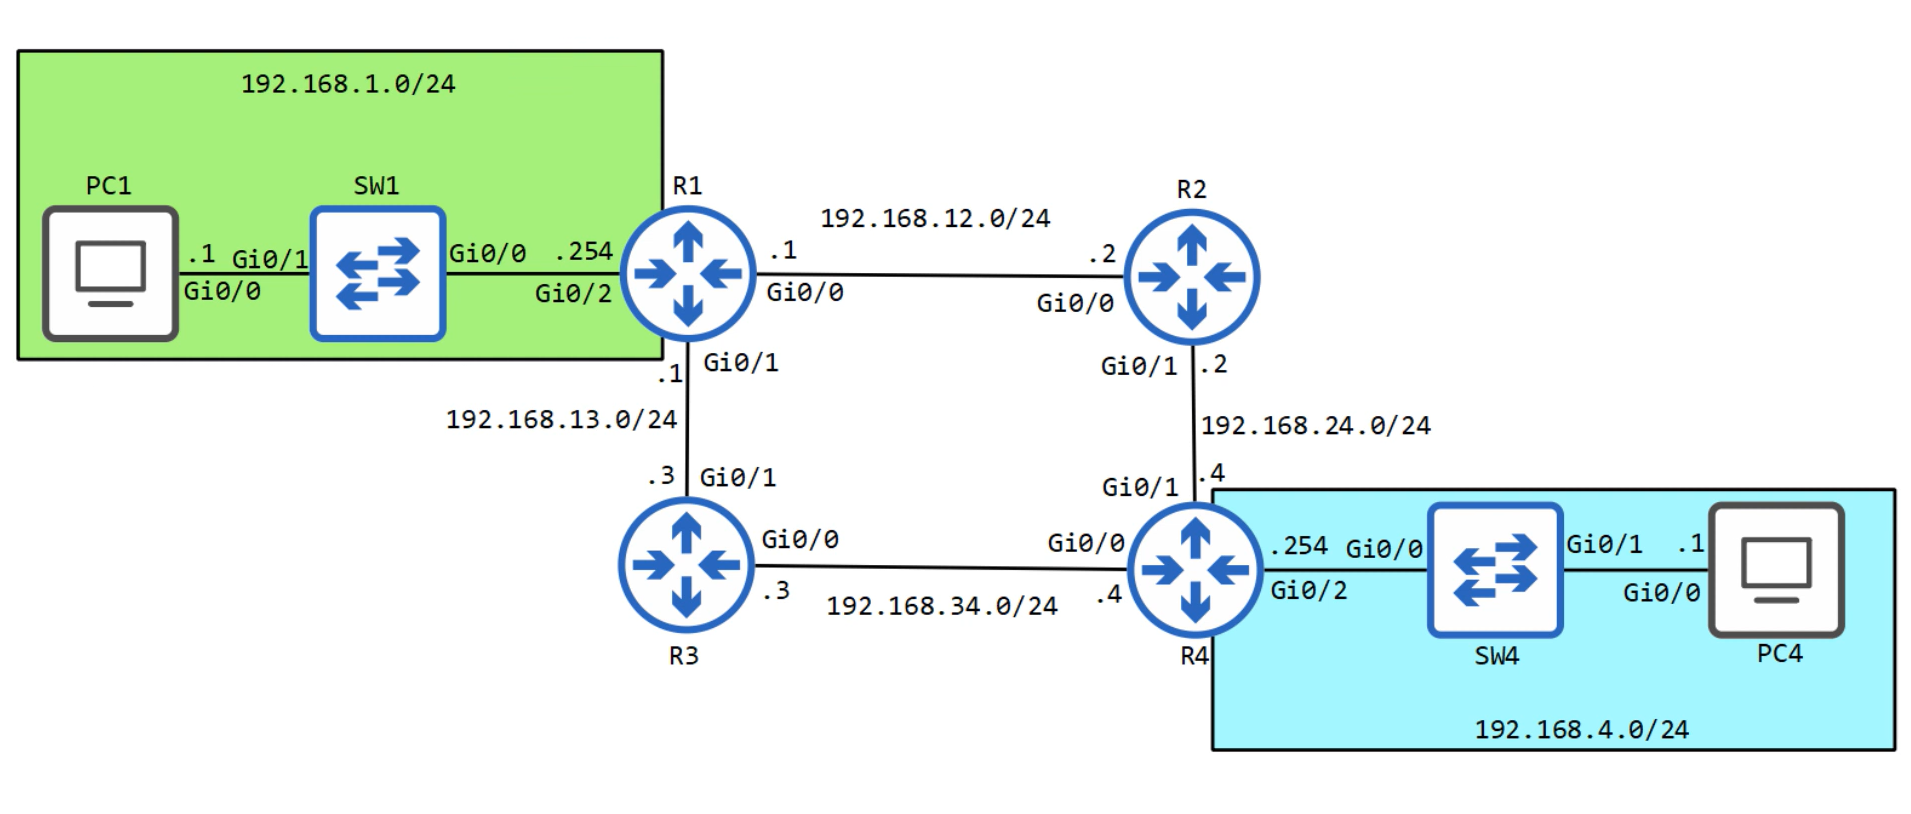 192.168.1.0/24
PC1
SW1
R1
R2
192.168.12.0/24
.1
Gi0/1
Gi0/0
.254
.1
.2
Gi0/0
Gi0/2
Gi0/0
Gi0/0
.1
Gi0/1
Gi0/1
.2
192.168.13.0/24
192.168.24.0/24
.3
Gi0/1
Gi0/1
.4
Gi0/0
Gi0/0
.254
Gi0/0
Gi0/1
.1
.3
192.168.34.0/24
.4
Gi0/2
Gi0/0
R3
R4
SW4
PC4
192.168.4.0/24